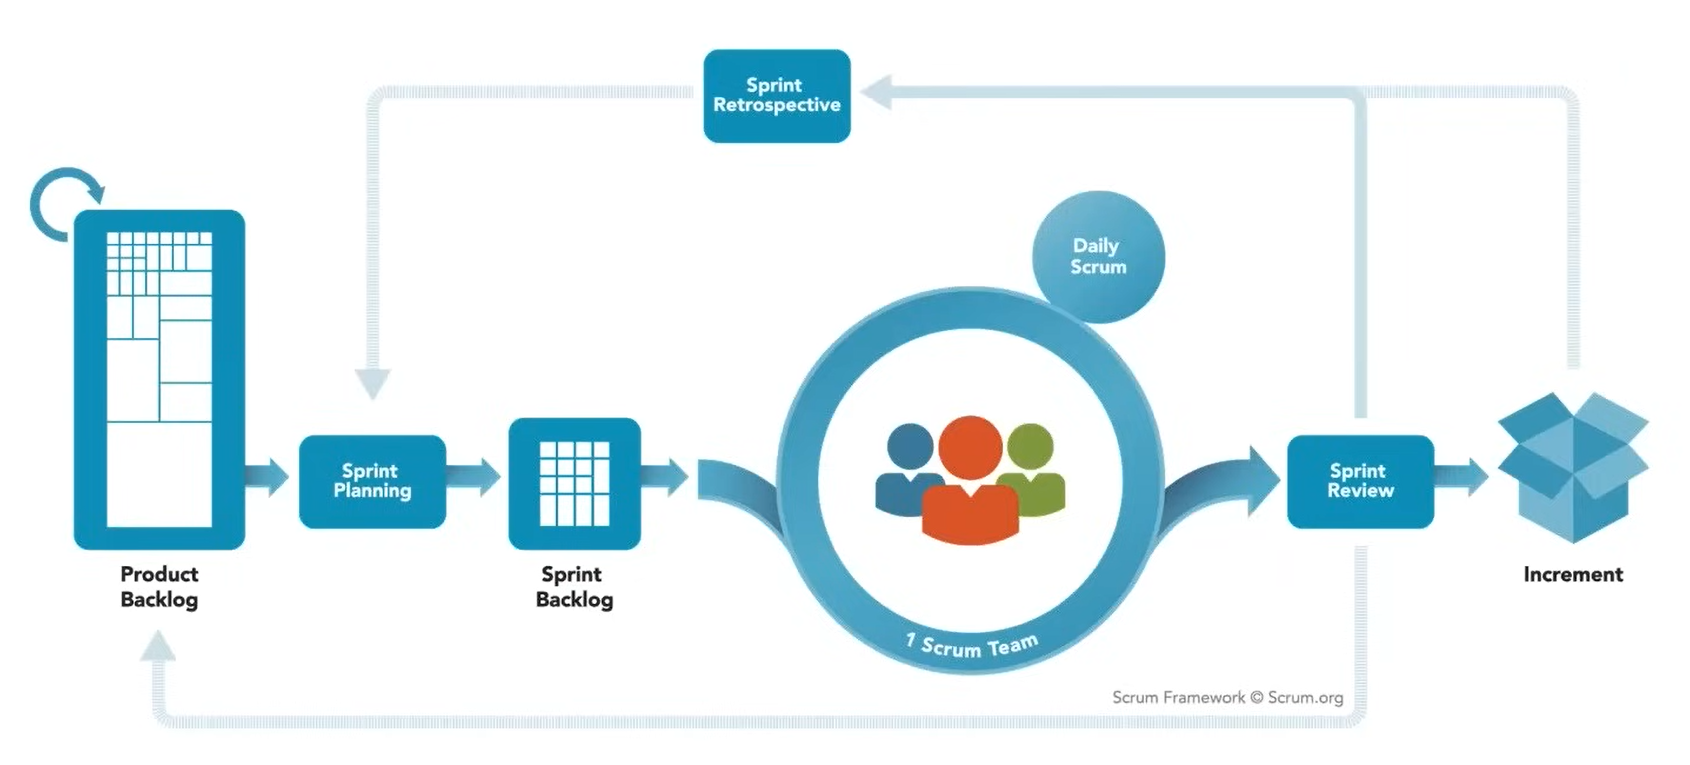 Sprint
Retrospective
Daily
Scrum
Sprint
Planning
Sprint
Review
Product
Backlog
Sprint
Backlog
Increment
1 Scrum Team
Scrum Framework © Scrum.org